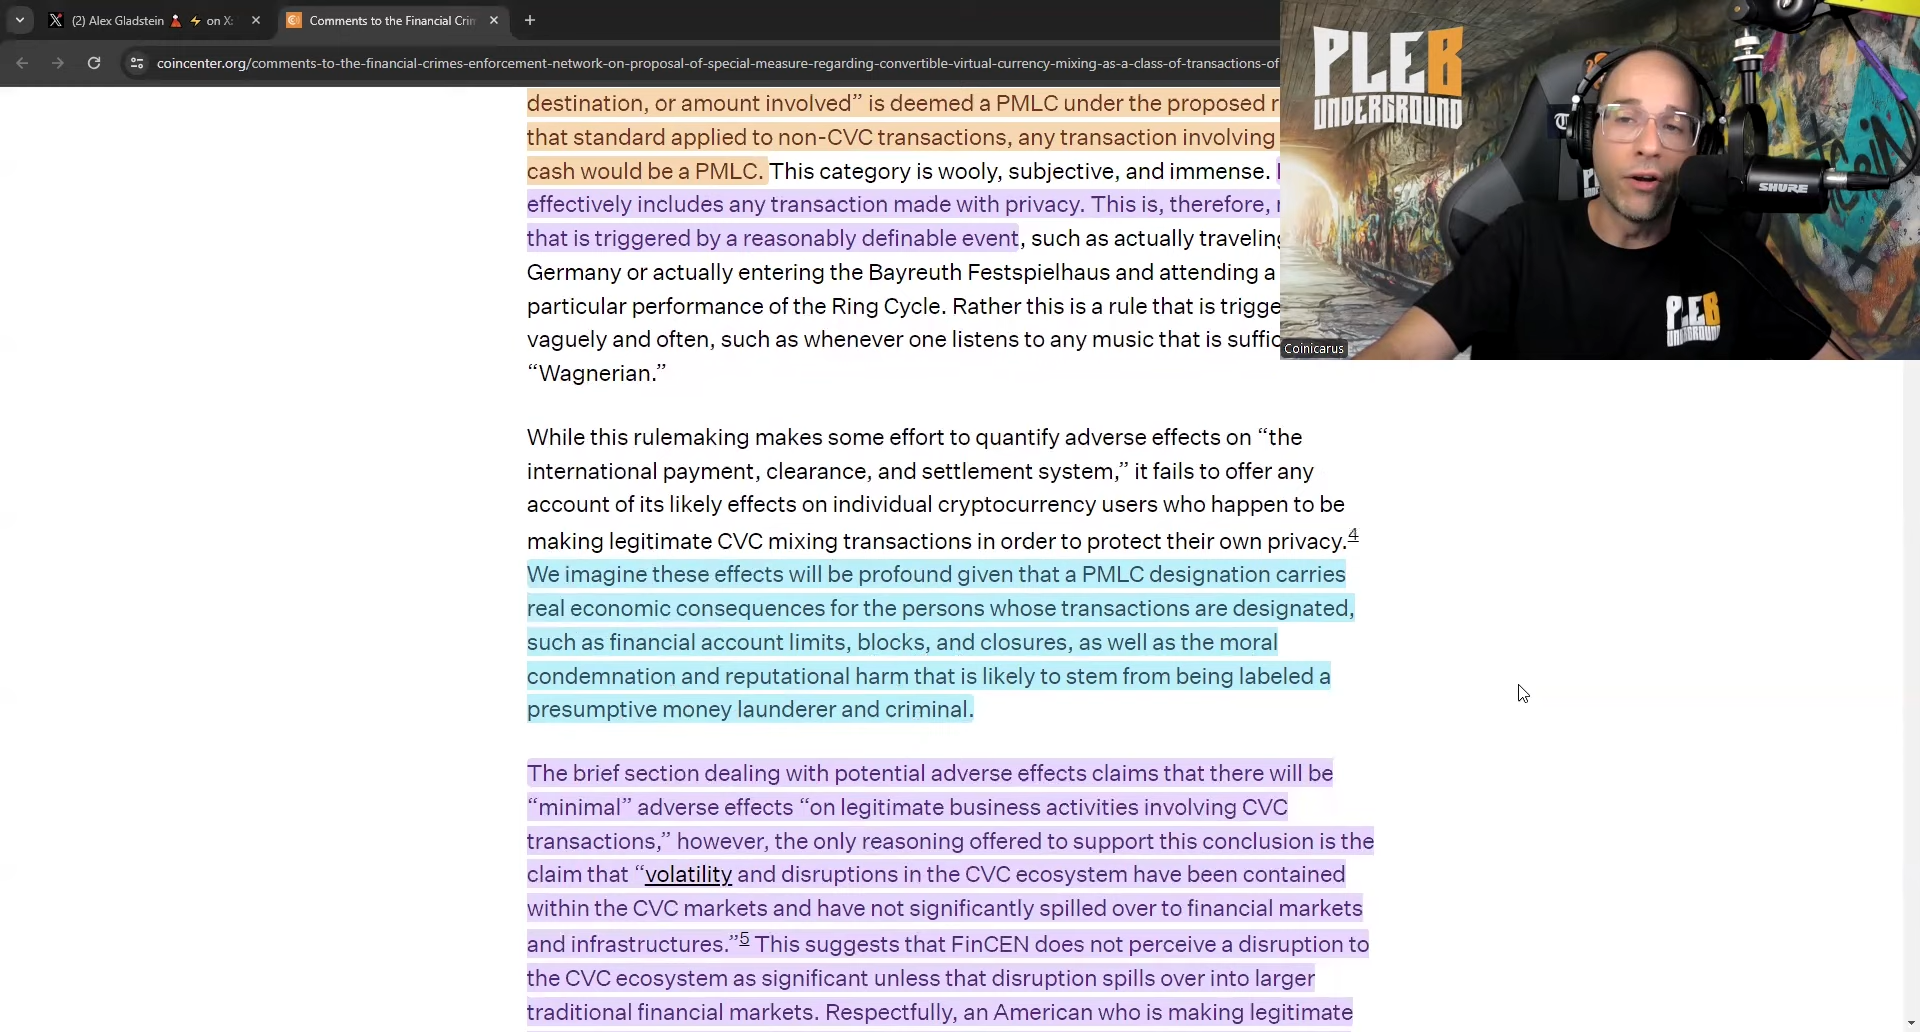 (2) Alex Gladstein on X:
Comments to the Financial Crin
coincenter.org/comments-to-the-financial-crimes-enforcement-network-on-proposal-of-special-measure-regarding-convertible-virtual-currency-mixing-as-a-class-of-transactions-of
destination, or amount involved” is deemed a PMLC under the proposed
that standard applied to non-CVC transactions, any transaction involving
cash would be a PMLC. This category is wooly, subjective, and immense.
effectively includes any transaction made with privacy. This is, therefore,
that is triggered by a reasonably definable event, such as actually traveling
Germany or actually entering the Bayreuth Festspielhaus and attending a
particular performance of the Ring Cycle. Rather this is a rule that is trigge
vaguely and often, such as whenever one listens to any music that is suffic
“Wagnerian.”
While this rulemaking makes some effort to quantify adverse effects on “the
international payment, clearance, and settlement system,” it fails to offer any
account of its likely effects on individual cryptocurrency users who happen to be
making legitimate CVC mixing transactions in order to protect their own privacy.4
We imagine these effects will be profound given that a PMLC designation carries
real economic consequences for the persons whose transactions are designated,
such as financial account limits, blocks, and closures, as well as the moral
condemnation and reputational harm that is likely to stem from being labeled a
presumptive money launderer and criminal.
The brief section dealing with potential adverse effects claims that there will be
“minimal” adverse effects “on legitimate business activities involving CVC
transactions,” however, the only reasoning offered to support this conclusion is the
claim that “volatility and disruptions in the CVC ecosystem have been contained
within the CVC markets and have not significantly spilled over to financial markets
and infrastructures.”5 This suggests that FinCEN does not perceive a disruption to
the CVC ecosystem as significant unless that disruption spills over into larger
traditional financial markets. Respectfully, an American who is making legitimate
PLEB
UNDERGROUND
SHURE
PLEB
UNDERGROUND
Coinicarus